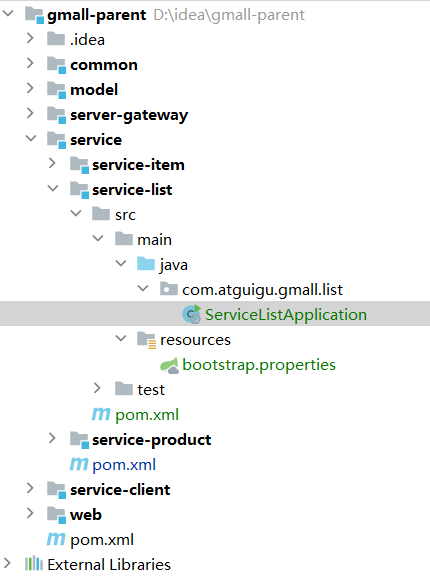 gmall-parent D:\idea\gmall-parent
.idea
common
model
server-gateway
service
service-item
service-list
src
main
java
com.atguigu.gmall.list
ServiceListApplication
resources
bootstrap.properties
test
pom.xml
service-product
pom.xml
service-client
web
pom.xml
External Libraries